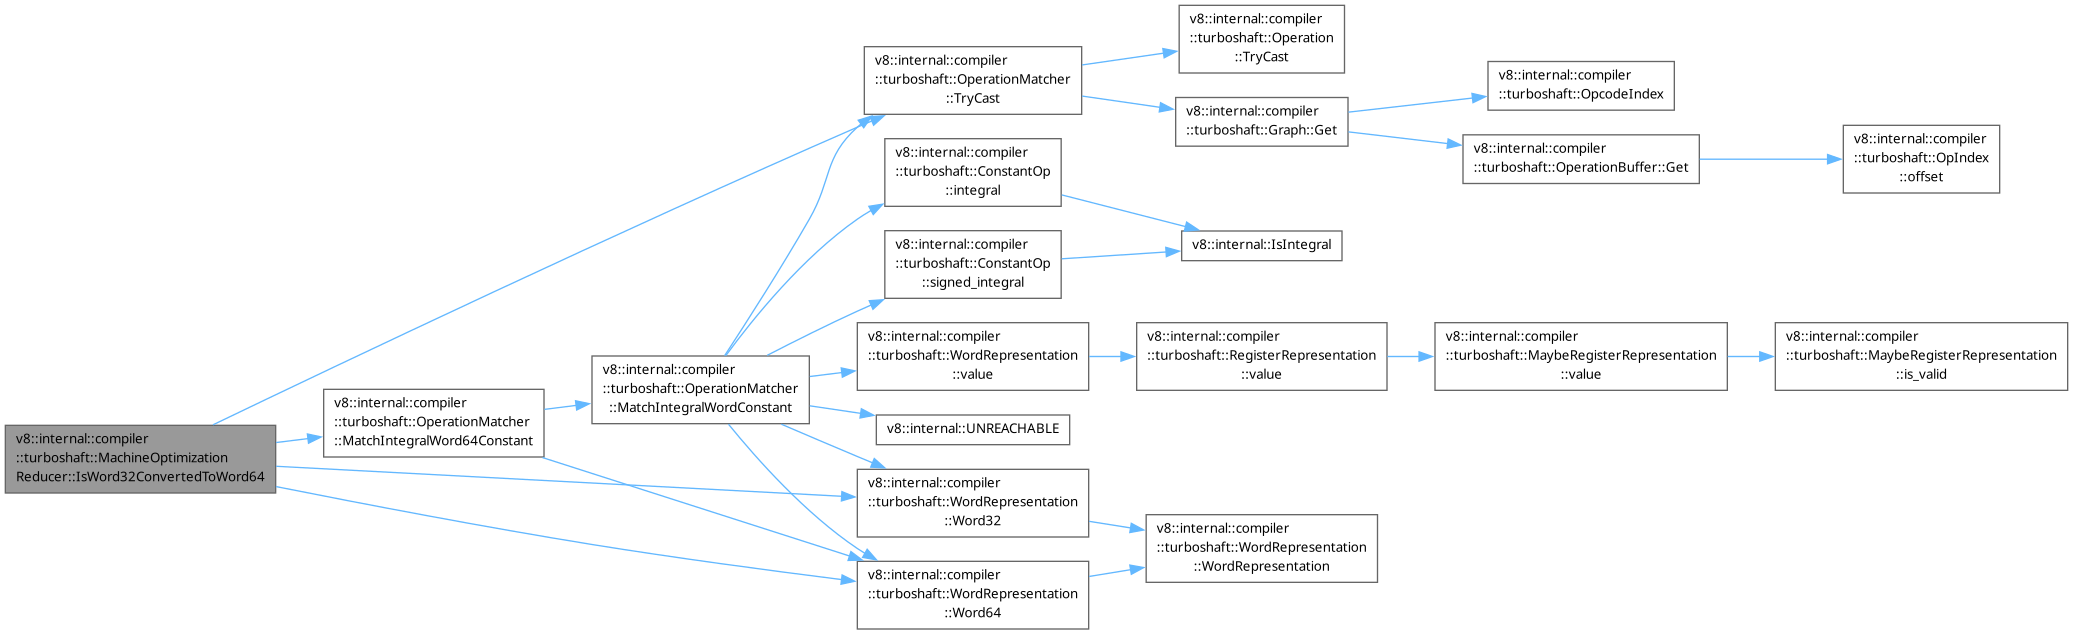 v8::internal::compiler
::turboshaft::MachineOptimization
Reducer::IsWord32ConvertedToWord64
v8::internal::compiler
::turboshaft::OperationMatcher
::MatchIntegralWord64Constant
v8::internal::compiler
::turboshaft::OperationMatcher
::MatchIntegralWordConstant
v8::internal::compiler
::turboshaft::OperationMatcher
::TryCast
v8::internal::compiler
::turboshaft::ConstantOp
::integral
v8::internal::compiler
::turboshaft::ConstantOp
::signed_integral
v8::internal::compiler
::turboshaft::WordRepresentation
::value
v8::internal::UNREACHABLE
v8::internal::compiler
::turboshaft::WordRepresentation
::Word32
v8::internal::compiler
::turboshaft::WordRepresentation
::Word64
v8::internal::compiler
::turboshaft::Operation
::TryCast
v8::internal::compiler
::turboshaft::Graph::Get
v8::internal::IsIntegral
v8::internal::compiler
::turboshaft::RegisterRepresentation
::value
v8::internal::compiler
::turboshaft::WordRepresentation
::WordRepresentation
v8::internal::compiler
::turboshaft::OpcodeIndex
v8::internal::compiler
::turboshaft::OperationBuffer::Get
v8::internal::compiler
::turboshaft::MaybeRegisterRepresentation
::value
v8::internal::compiler
::turboshaft::OpIndex
::offset
v8::internal::compiler
::turboshaft::MaybeRegisterRepresentation
::is_valid